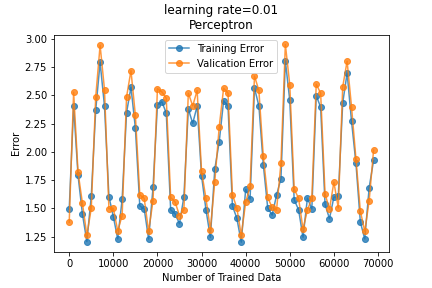 learning rate=0.01
Perceptron
Training Error
Valication Error
3.00
2.75
2.50
2.25
2.00
1.75
1.50
1.25
Error
0 10000 20000 30000 40000 50000 60000 70000
Number of Trained Data